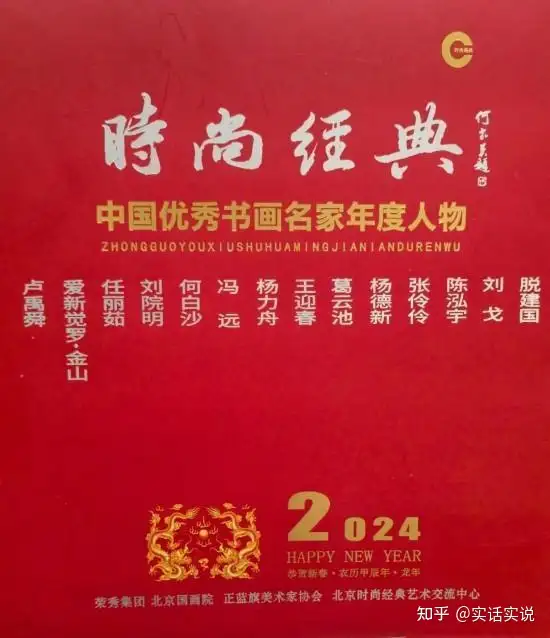 时尚经典
時尚经典
何家英题
中国优秀书画名家年度人物
ZHONGGUOYOUXIUSHUHUAMINGJIANIANDURENWU
卢禹舜
爱新觉罗·金山
任丽茹
刘院明
何白沙
冯远
杨力舟
王迎春
葛云池
杨德新
张伶伶
陈泓宇
刘戈
脱建国
2024
HAPPY NEW YEAR
恭贺新春·农历甲辰年·龙年
荣秀集团 北京国画院 正蓝旗美术家协会 北京时尚经典艺术交流中心
知乎 @实话实说